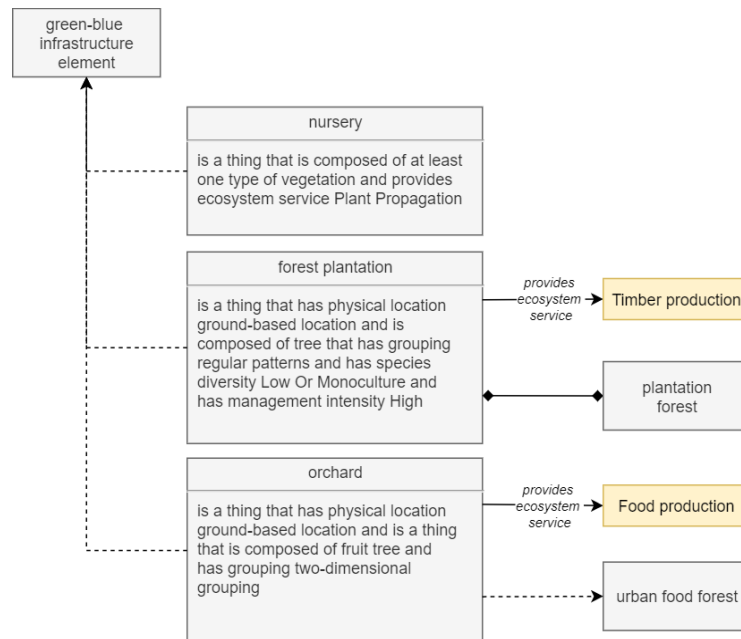 green-blue
infrastructure
element
nursery
is a thing that is composed of at least
one type of vegetation and provides
ecosystem service Plant Propagation
forest plantation
is a thing that has physical location
ground-based location and is
composed of tree that has grouping
regular patterns and has species
diversity Low Or Monoculture and
has management intensity High
provides
ecosystem
service
Timber production
plantation
forest
orchard
is a thing that has physical location
ground-based location and is a thing
that is composed of fruit tree and
has grouping two-dimensional
grouping
provides
ecosystem
service
Food production
urban food forest